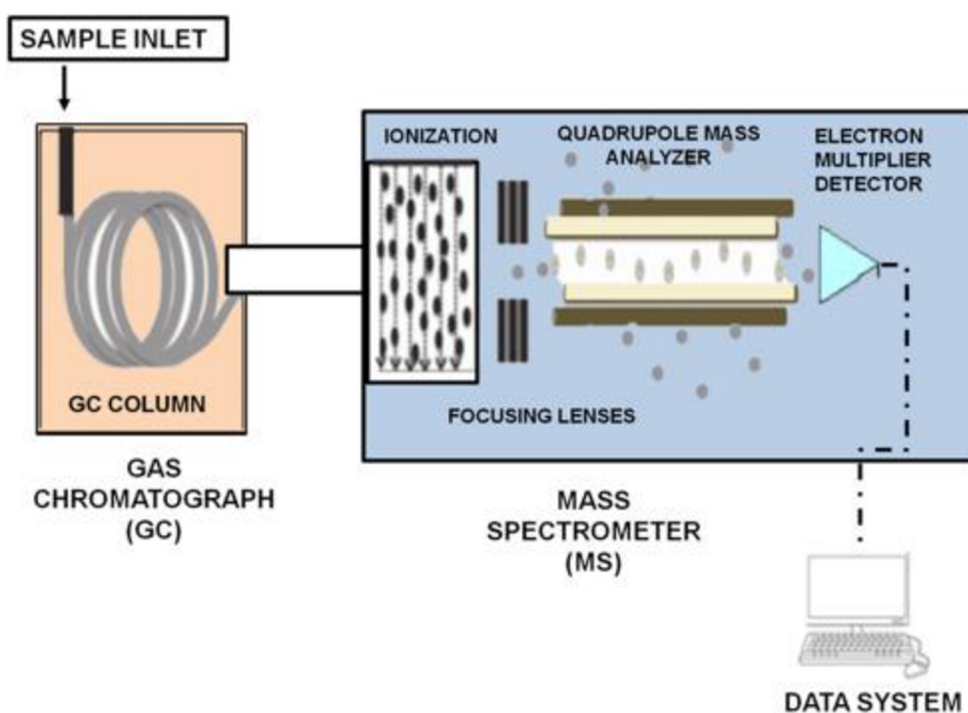 SAMPLE INLET
IONIZATION
QUADRUPOLE MASS
ANALYZER
ELECTRON
MULTIPLIER
DETECTOR
GC COLUMN
FOCUSING LENSES
GAS
CHROMATOGRAPH
(GC)
MASS
SPECTROMETER
(MS)
DATA SYSTEM